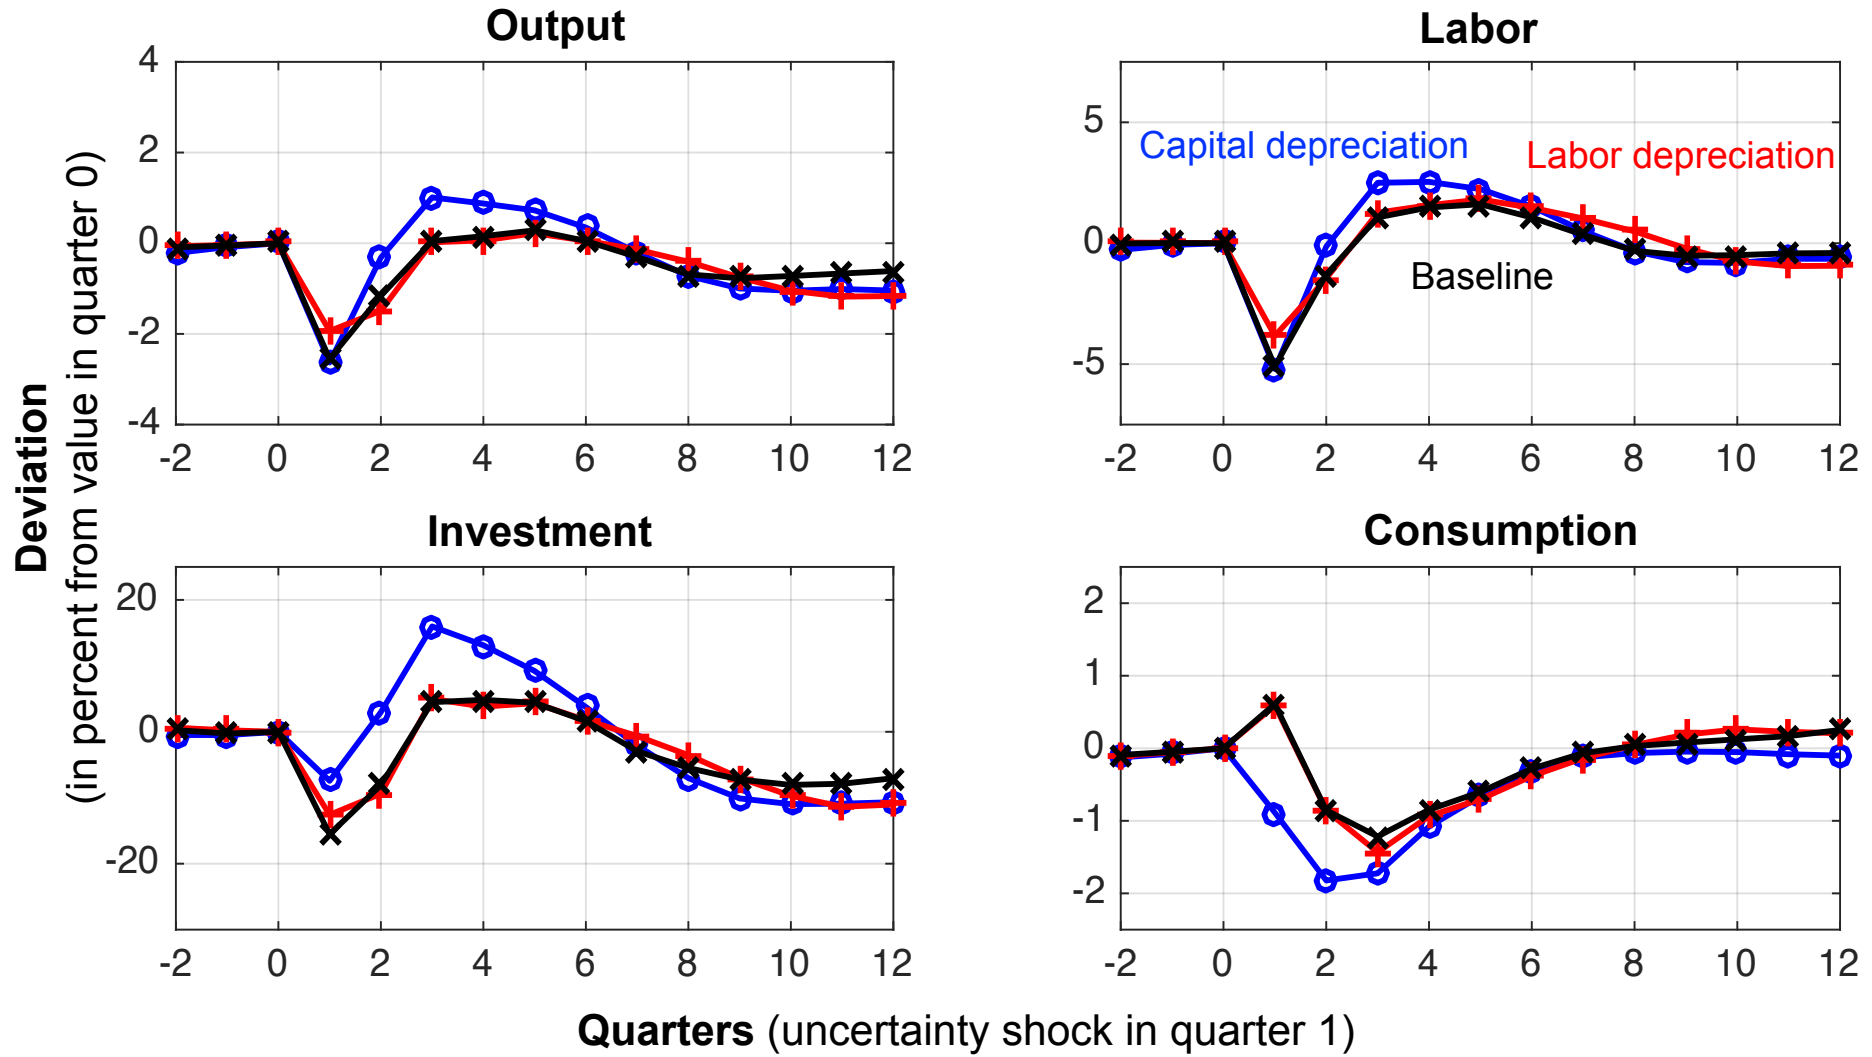 Output
4
2
0
-2
-4
-2 0 2 4 6 8 10 12
Labor
5
0
-5
Capital depreciation
Labor depreciation
Baseline
-2 0 2 4 6 8 10 12
Investment
20
0
-20
-2 0 2 4 6 8 10 12
Consumption
2
1
0
-1
-2
-2 0 2 4 6 8 10 12
Deviation
(in percent from value in quarter 0)
Quarters (uncertainty shock in quarter 1)